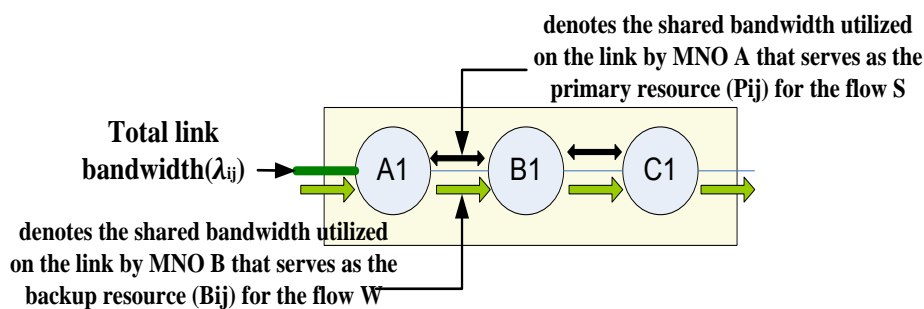 denotes the shared bandwidth utilized
on the link by MNO A that serves as the
primary resource (Pij) for the flow S
Total link
bandwidth(λij)
A1
B1
C1
denotes the shared bandwidth utilized
on the link by MNO B that serves as the
backup resource (Bij) for the flow W